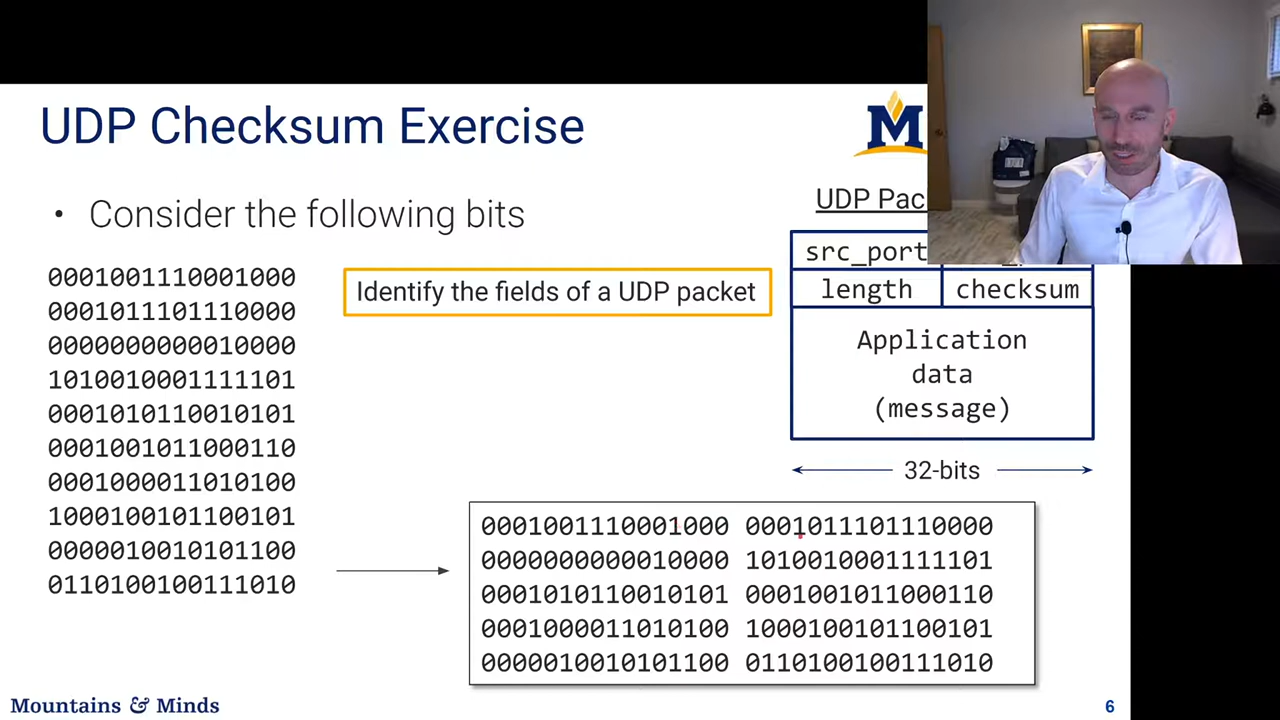 UDP Checksum Exercise
M
• Consider the following bits
0001001110001000
0001011101110000
0000000000010000
1010010001111101
0001010110010101
0001001011000110
0001000011010100
1000100101100101
0000010010101100
0110100100111010
Identify the fields of a UDP packet
UDP Pac
src_port
length checksum
Application
data
(message)
32-bits
0001001110001000 0001011101110000
0000000000010000 1010010001111101
0001010110010101 0001001011000110
0001000011010100 1000100101100101
0000010010101100 0110100100111010
Mountains & Minds
6